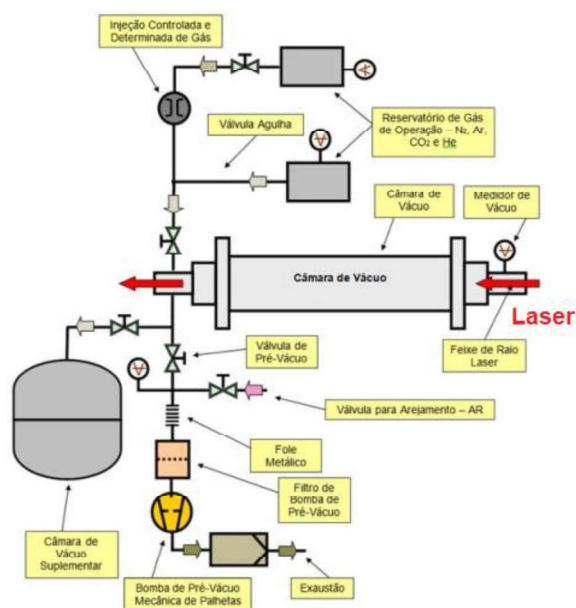 Injeção Controlada e
Determinada de Gás
Válvula Agulha
Reservatório de Gás
de Operação – N₂, Ar,
CO₂ e He
Câmara de
Vácuo
Medidor de
Vácuo
Câmara de Vácuo
Laser
Feixe de Raio
Laser
Válvula de
Pré-Vácuo
Válvula para Arejamento – AR
Fole
Metálico
Filtro de
Bomba de
Pré-Vácuo
Câmara de
Vácuo
Suplementar
Bomba de Pré-Vácuo
Mecânica de Palhetas
Exaustão